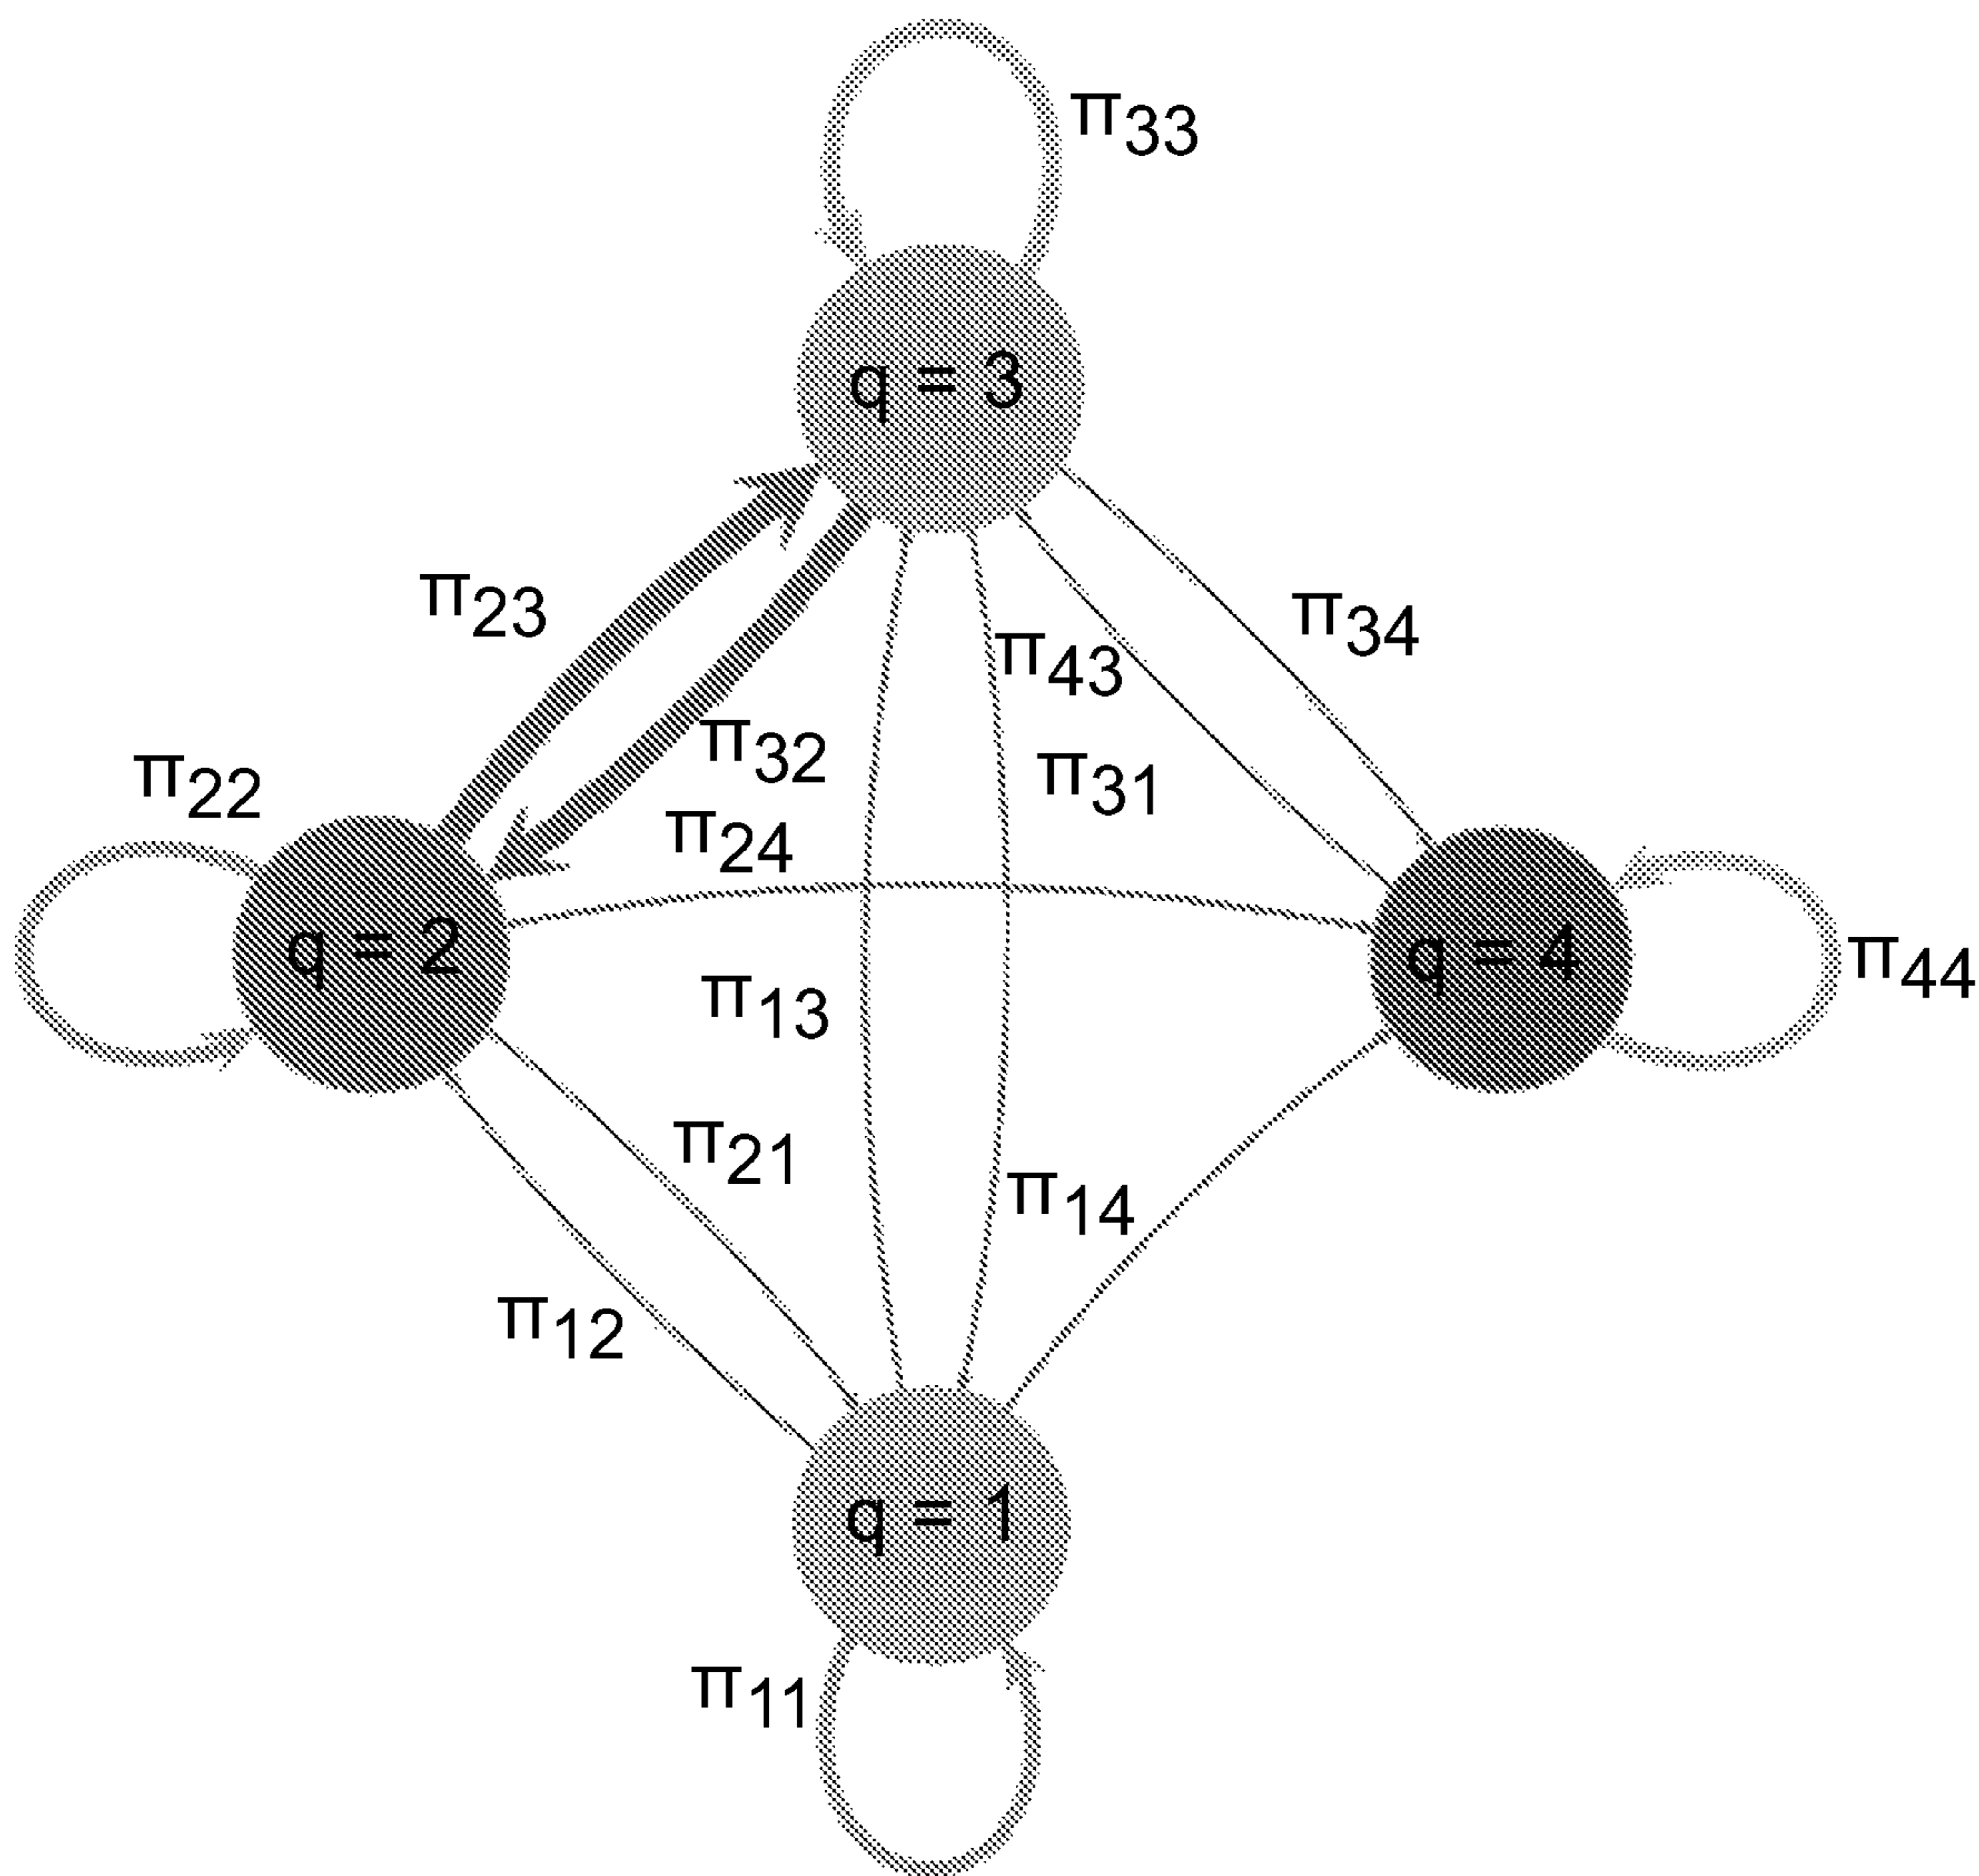 π33
q = 3
π23
π34
π43
π32
π31
π22
π24
q = 2
q = 4
π44
π13
π21
π14
π12
q = 1
π11